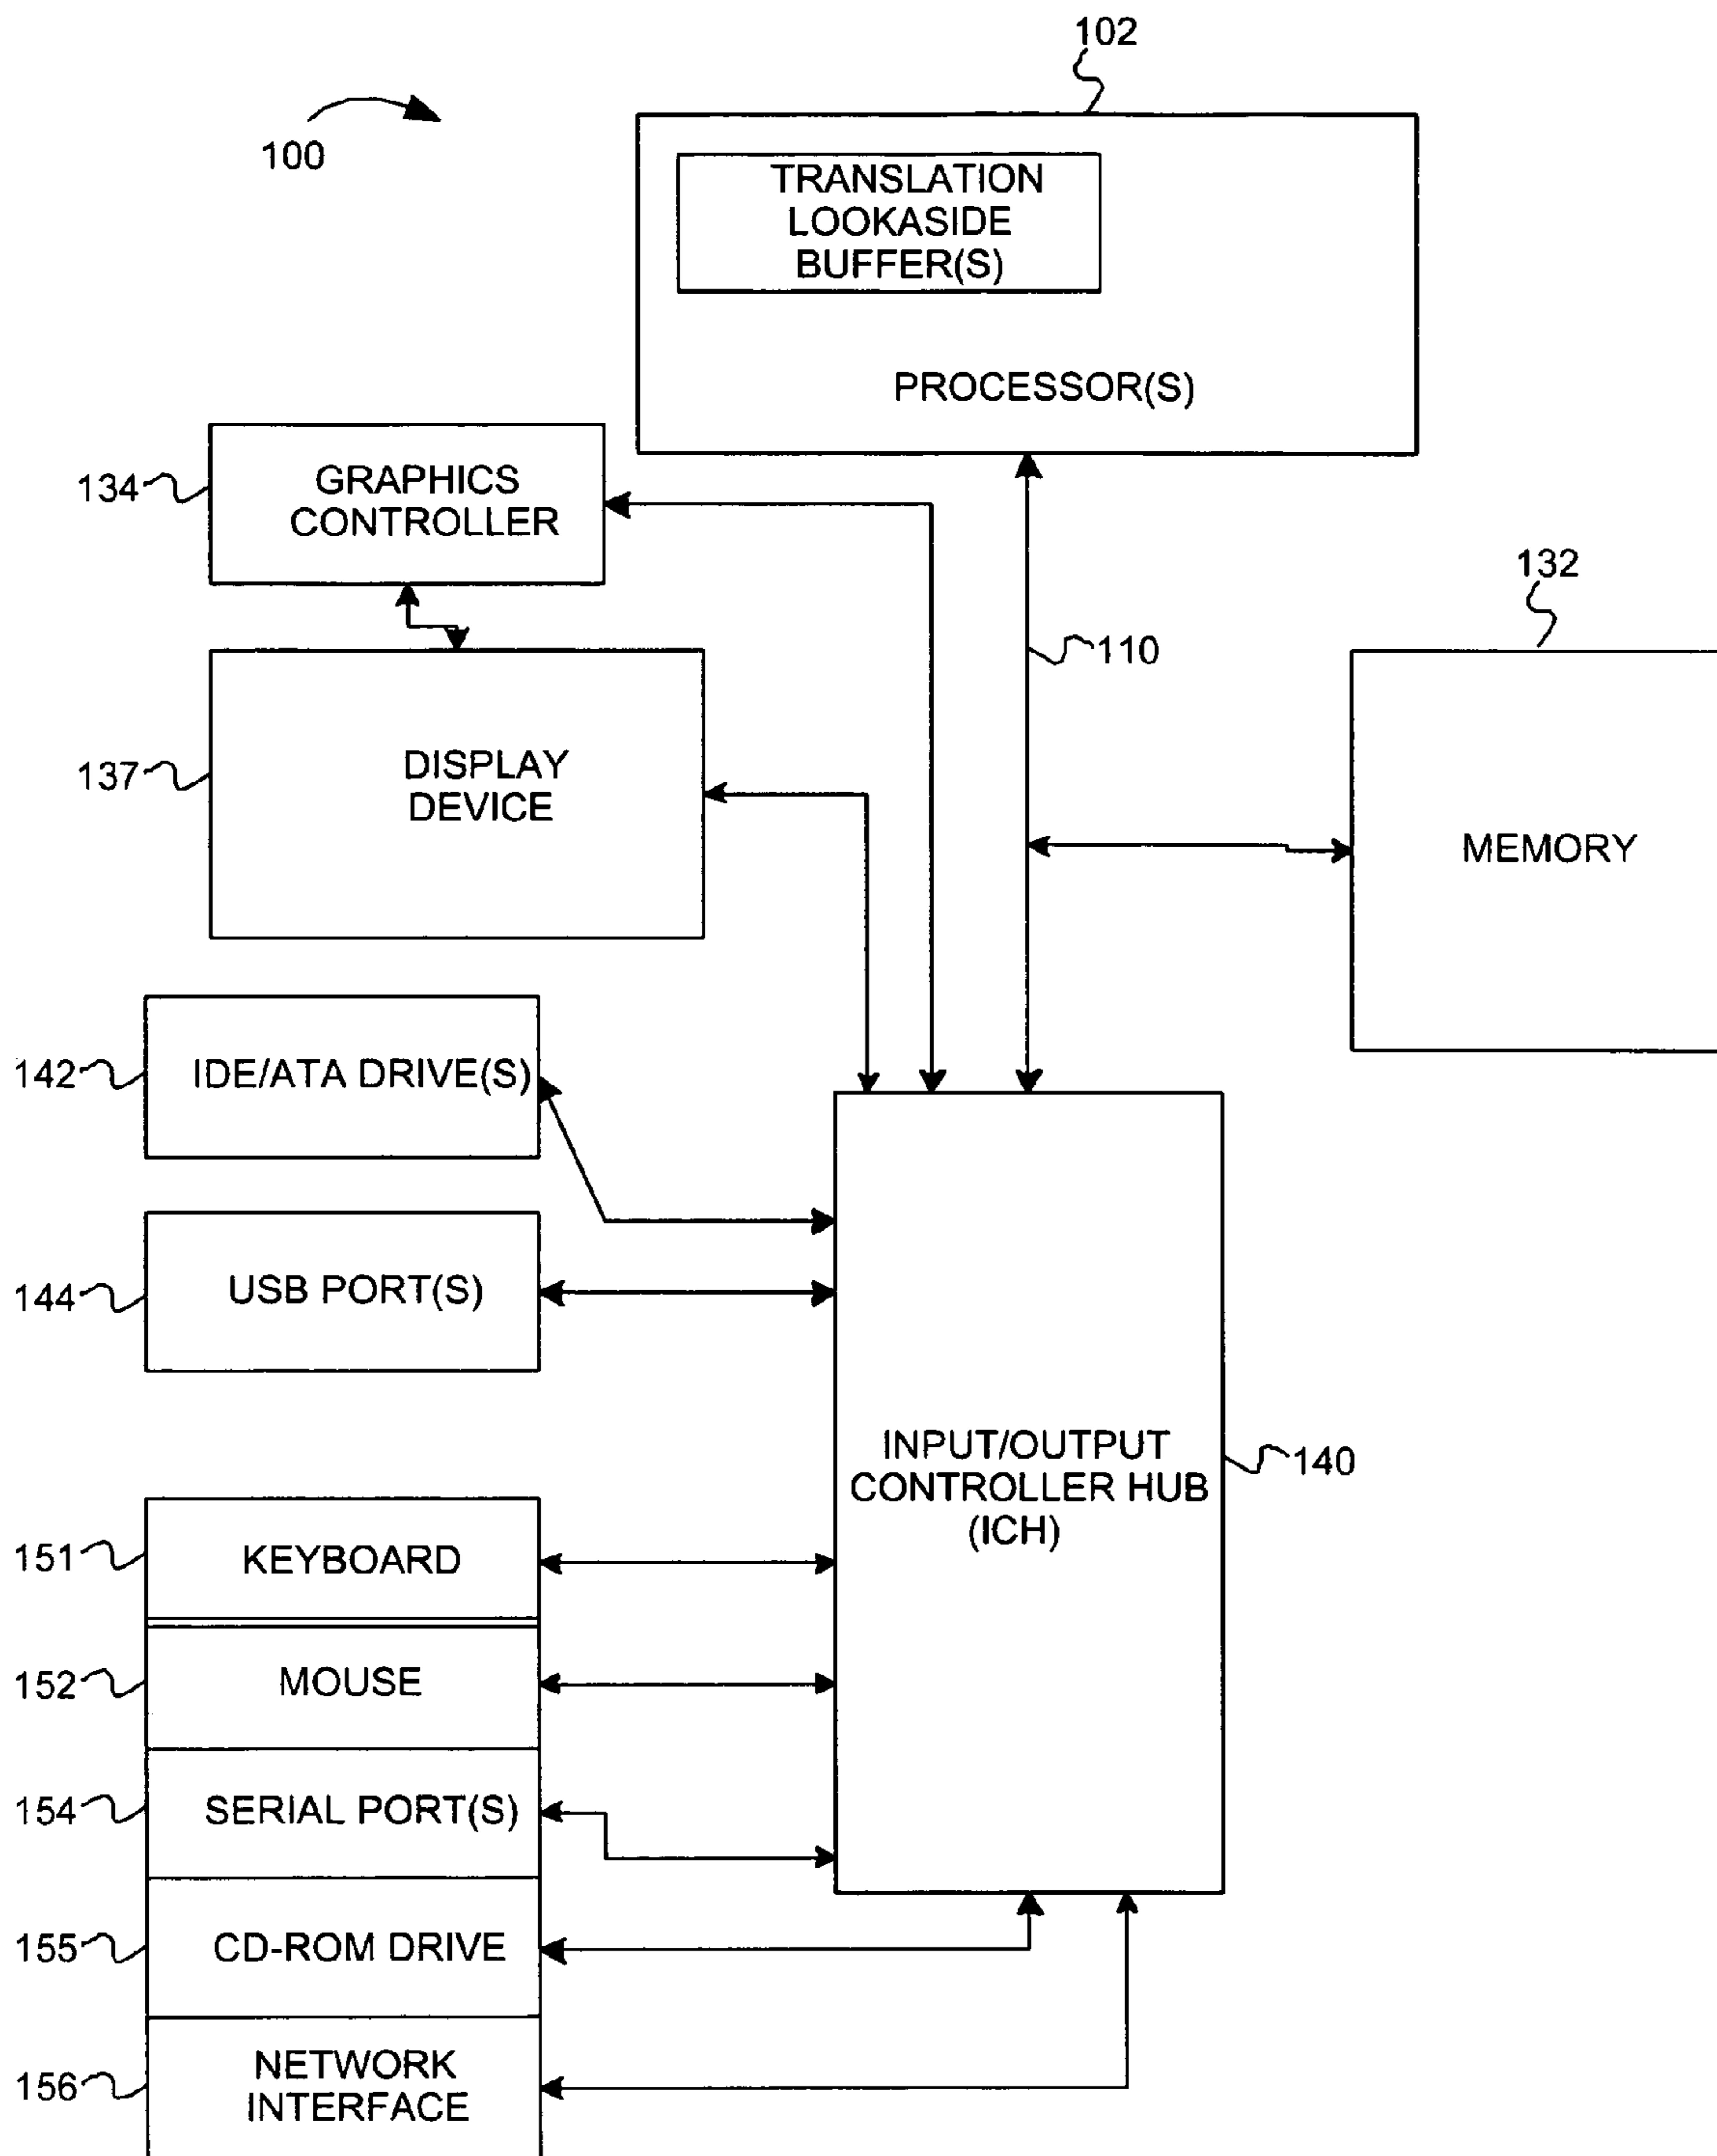 102
100
TRANSLATION
LOOKASIDE
BUFFER(S)
PROCESSOR(S)
134
GRAPHICS
CONTROLLER
132
110
137
DISPLAY
DEVICE
MEMORY
142
IDE/ATA DRIVE(S)
144
USB PORT(S)
INPUT/OUTPUT
CONTROLLER HUB
(ICH)
140
151
KEYBOARD
152
MOUSE
154
SERIAL PORT(S)
155
CD-ROM DRIVE
156
NETWORK
INTERFACE